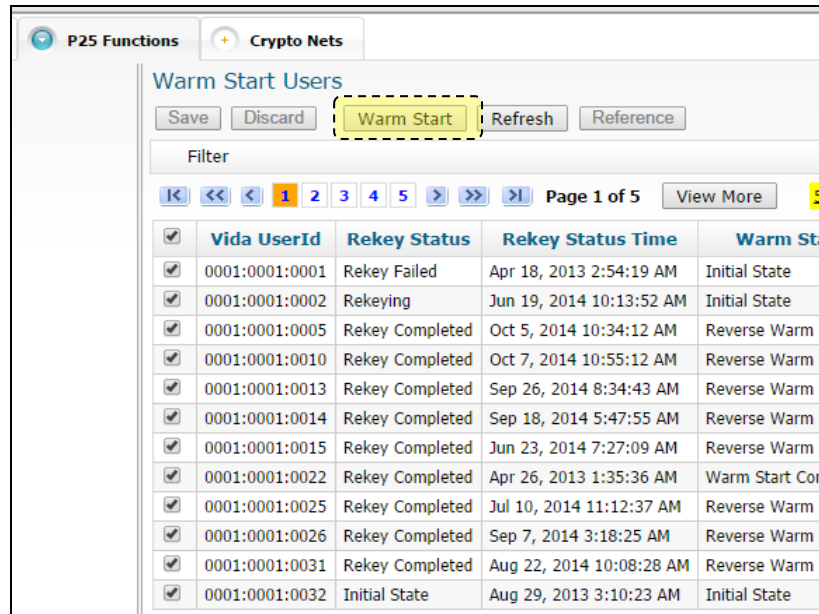 P25 Functions + Crypto Nets
Warm Start Users
Save Discard Warm Start Refresh Reference
Filter
1 2 3 4 5 Page 1 of 5 View More
Vida UserId Rekey Status Rekey Status Time Warm
0001:0001:0001 Rekey Failed Apr 18, 2013 2:54:19 AM Initial State
0001:0001:0002 Rekeying Jun 19, 2014 10:13:52 AM Initial State
0001:0001:0005 Rekey Completed Oct 5, 2014 10:34:12 AM Reverse Warm
0001:0001:0010 Rekey Completed Oct 7, 2014 10:55:12 AM Reverse Warm
0001:0001:0013 Rekey Completed Sep 26, 2014 8:34:43 AM Reverse Warm
0001:0001:0014 Rekey Completed Sep 18, 2014 5:47:55 AM Reverse Warm
0001:0001:0015 Rekey Completed Jun 23, 2014 7:27:09 AM Reverse Warm
0001:0001:0022 Rekey Completed Apr 26, 2013 1:35:36 AM Warm Start
0001:0001:0025 Rekey Completed Jul 10, 2014 11:12:37 AM Reverse Warm
0001:0001:0026 Rekey Completed Sep 7, 2014 3:18:25 AM Reverse Warm
0001:0001:0031 Rekey Completed Aug 22, 2014 10:08:28 AM Reverse Warm
0001:0001:0032 Initial State Aug 29, 2013 3:10:23 AM Initial State